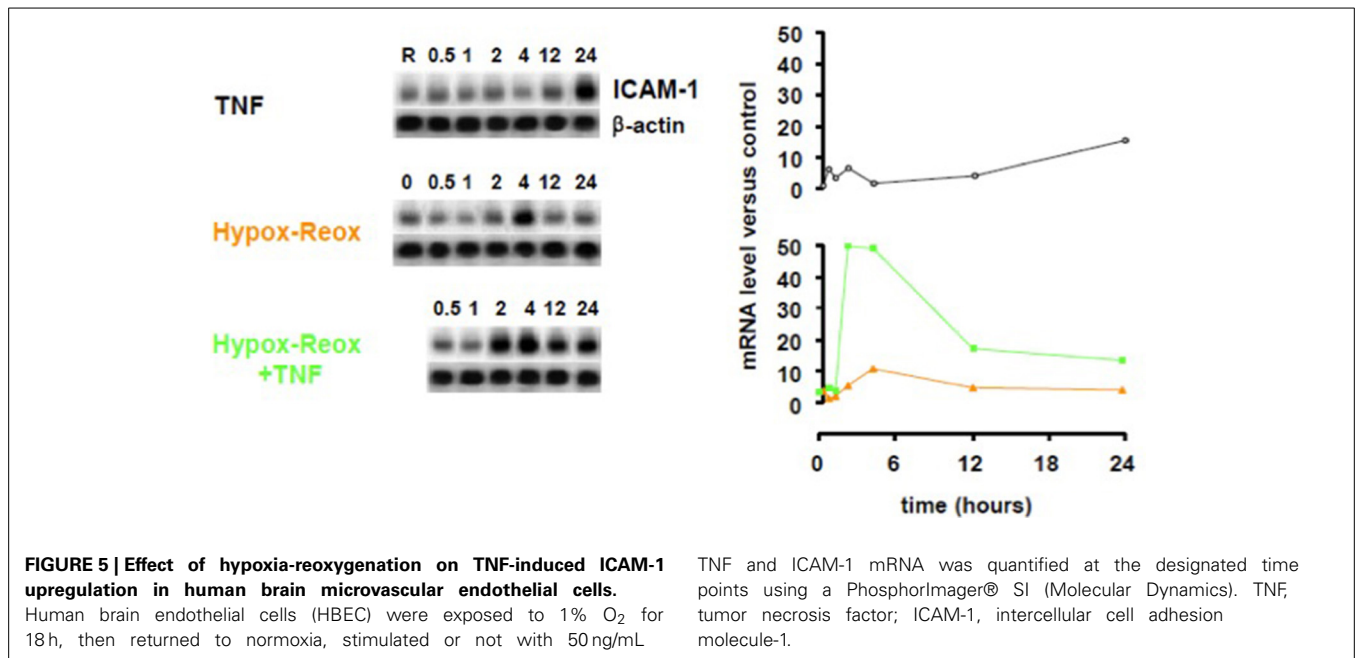 R 0.5 1 2 4 12 24
TNF
ICAM-1
β-actin
0 0.5 1 2 4 12 24
Hypox-Reox
0.5 1 2 4 12 24
Hypox-Reox
+TNF
mRNA level versus control
50
40
30
20
10
0
50
40
30
20
10
0
0 6 12 18 24
time (hours)
FIGURE 5 | Effect of hypoxia-reoxygenation on TNF-induced ICAM-1
upregulation in human brain microvascular endothelial cells.
Human brain endothelial cells (HBEC) were exposed to 1% O₂ for
18 h, then returned to normoxia, stimulated or not with 50 ng/mL
TNF and ICAM-1 mRNA was quantified at the designated time
points using a PhosphorImager® SI (Molecular Dynamics). TNF,
tumor necrosis factor; ICAM-1, intercellular cell adhesion
molecule-1.